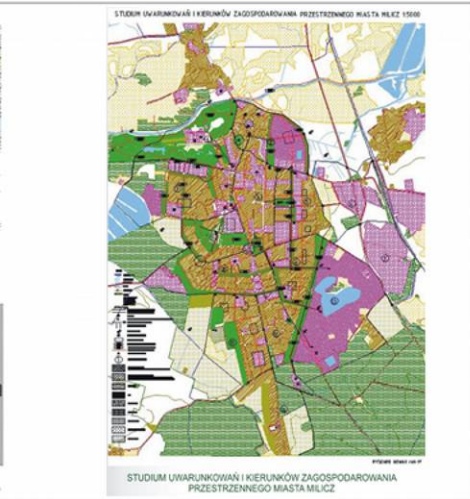 STUDIUM UWARUNKOWAŃ I KIERUNKÓW ZAGOSPODAROWANIA PRZESTRZENNEGO MIASTA MILICZ 1:5000
STUDIUM UWARUNKOWAŃ I KIERUNKÓW ZAGOSPODAROWANIA
PRZESTRZENNEGO MIASTA MILICZ